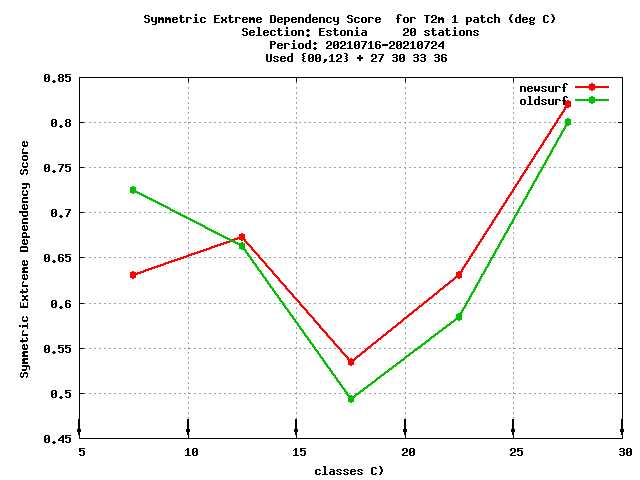 Symmetric Extreme Dependency Score  for T2m 1 patch (deg C)
Selection: Estonia     20 stations
Period: 20210716-20210724
Used {00,12} + 27 30 33 36
newsurf
oldsurf
Symmetric Extreme Dependency Score
0.85
0.8
0.75
0.7
0.65
0.6
0.55
0.5
0.45
5 10 15 20 25 30
classes C)